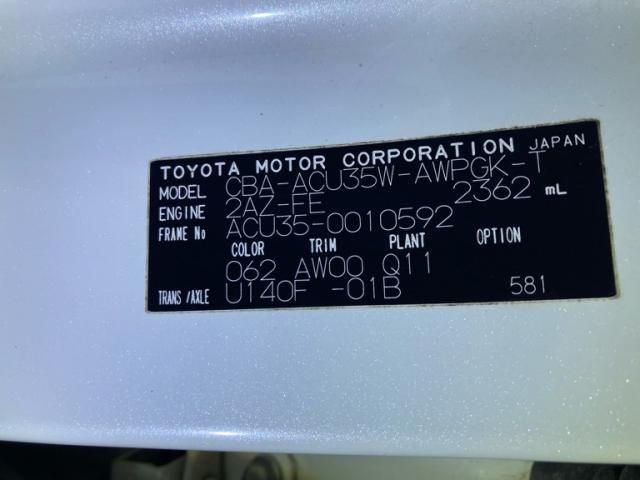 TOYOTA MOTOR CORPORATION JAPAN
MODEL CBA-ACU35W-AWPGK-T
ENGINE 2AZ-FE 2362 mL
FRAME No ACU35-0010592
COLOR TRIM PLANT OPTION
062 AW00 Q11
TRANS/AXLE U140F -01B 581